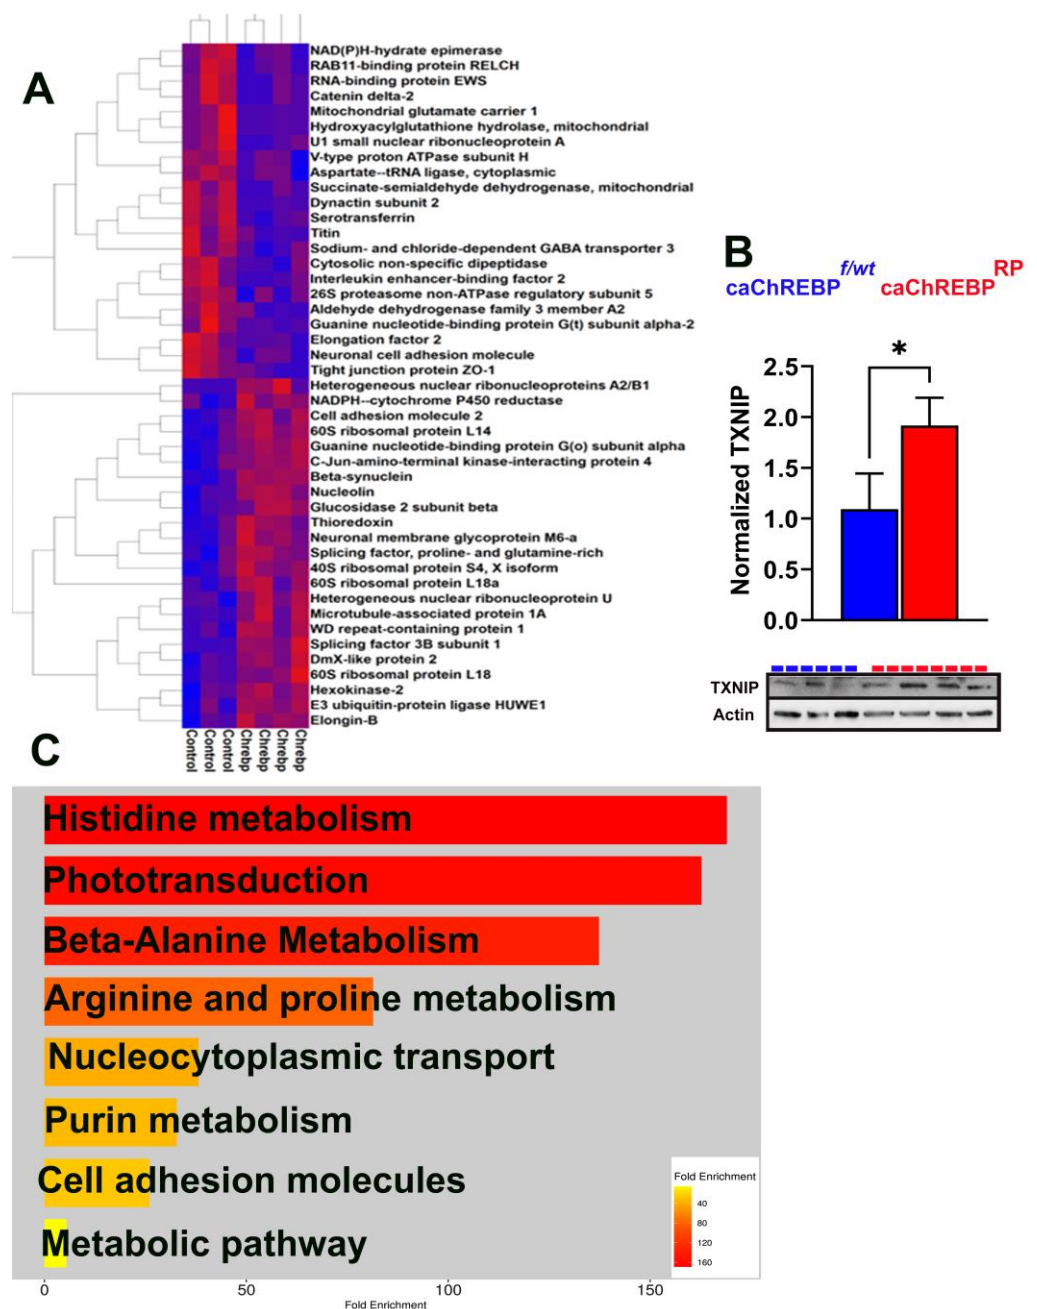 A
NAD(P)H-hydrate epimerase
RAB11-binding protein RELCH
RNA-binding protein EWS
Catenin delta-2
Mitochondrial glutamate carrier 1
Hydroxyacylglutathione hydrolase, mitochondrial
U1 small nuclear ribonucleoprotein A
V-type proton ATPase subunit H
Aspartate--tRNA ligase, cytoplasmic
Succinate-semialdehyde dehydrogenase, mitochondrial
Dynactin subunit 2
Serotransferrin
Titin
Sodium- and chloride-dependent GABA transporter 3
Cytosolic non-specific dipeptidase
Interleukin enhancer-binding factor 2
26S proteasome non-ATPase regulatory subunit 5
Aldehyde dehydrogenase family 3 member A2
Guanine nucleotide-binding protein G(t) subunit alpha-2
Elongation factor 2
Neuronal cell adhesion molecule
Tight junction protein ZO-1
Heterogeneous nuclear ribonucleoproteins A2/B1
NADPH--cytochrome P450 reductase
Cell adhesion molecule 2
60S ribosomal protein L14
Guanine nucleotide-binding protein G(o) subunit alpha
C-Jun-amino-terminal kinase-interacting protein 4
Beta-synuclein
Nucleolin
Glucosidase 2 subunit beta
Thioredoxin
Neuronal membrane glycoprotein M6-a
Splicing factor, proline- and glutamine-rich
40S ribosomal protein S4, X isoform
60S ribosomal protein L18a
Heterogeneous nuclear ribonucleoprotein U
Microtubule-associated protein 1A
WD repeat-containing protein 1
Splicing factor 3B subunit 1
DmX-like protein 2
60S ribosomal protein L18
Hexokinase-2
E3 ubiquitin-protein ligase HUWE1
Elongin-B
Control Control Control Chrebp Chrebp Chrebp Chrebp
B
caChREBP f/wt caChREBP RP
*
Normalized TXNIP
2.5
2.0
1.5
1.0
0.5
0.0
TXNIP
Actin
C
Histidine metabolism
Phototransduction
Beta-Alanine Metabolism
Arginine and proline metabolism
Nucleocytoplasmic transport
Purin metabolism
Cell adhesion molecules
Metabolic pathway
Fold Enrichment
40
80
120
160
0 50 100 150
Fold Enrichment